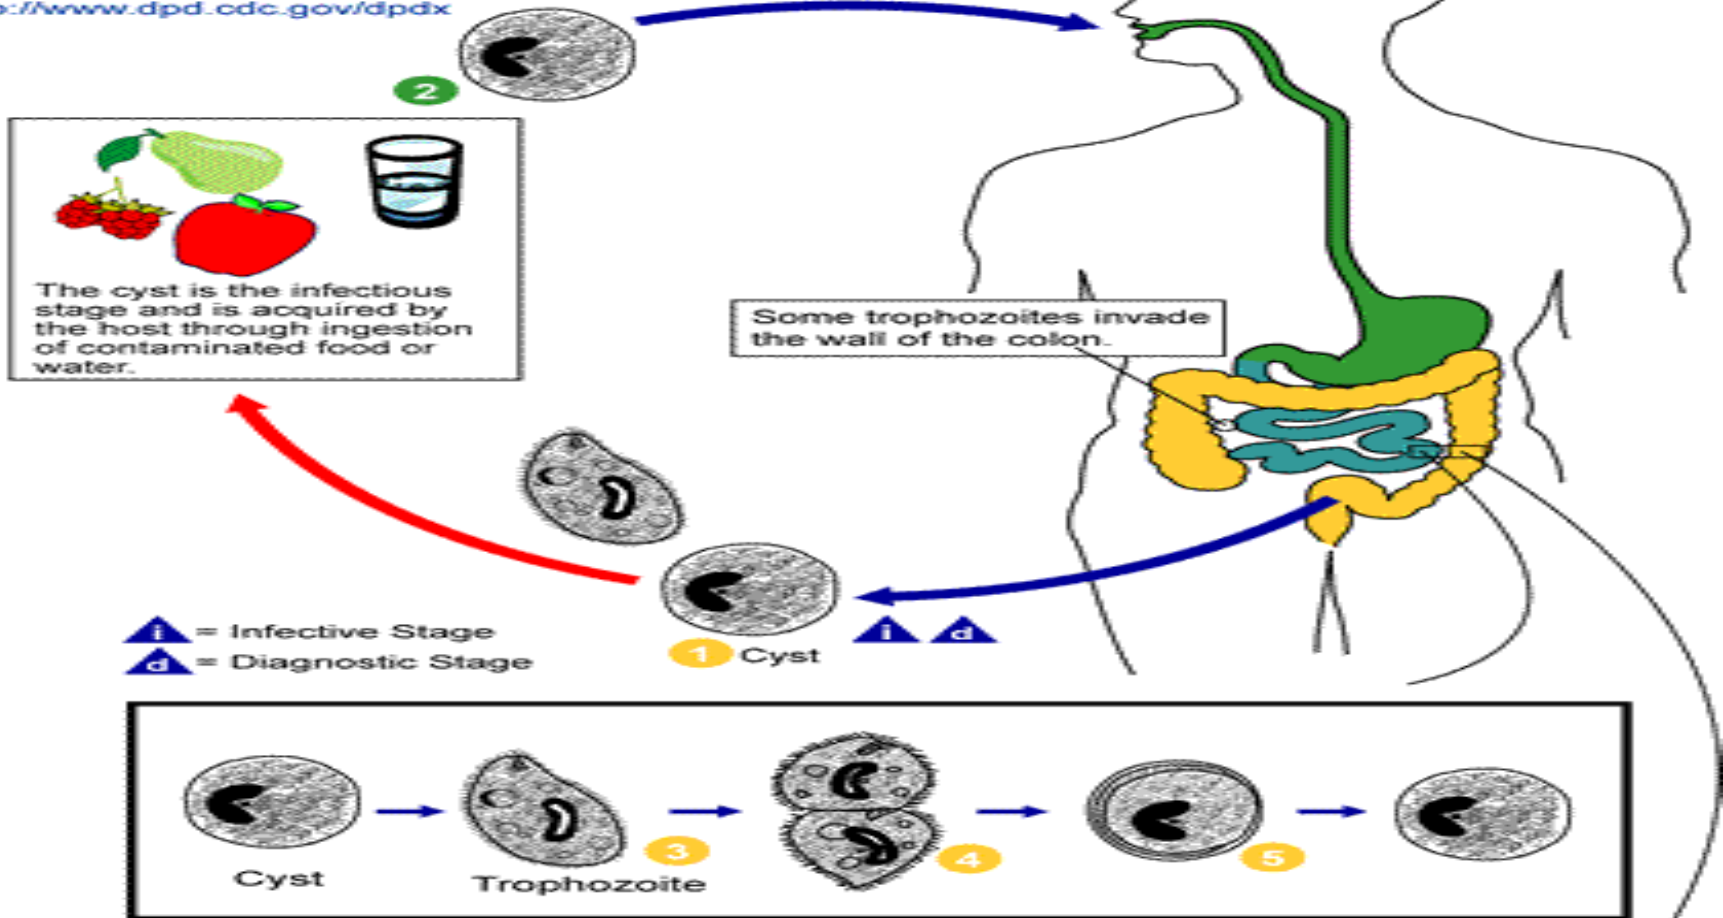 ://www.dpd.cdc.gov/dpdx
2
The cyst is the infectious
stage and is acquired by
the host through ingestion
of contaminated food or
water.
Some trophozoites invade
the wall of the colon.
i = Infective Stage
d = Diagnostic Stage
i d
1 Cyst
Cyst
Trophozoite
3
4
5